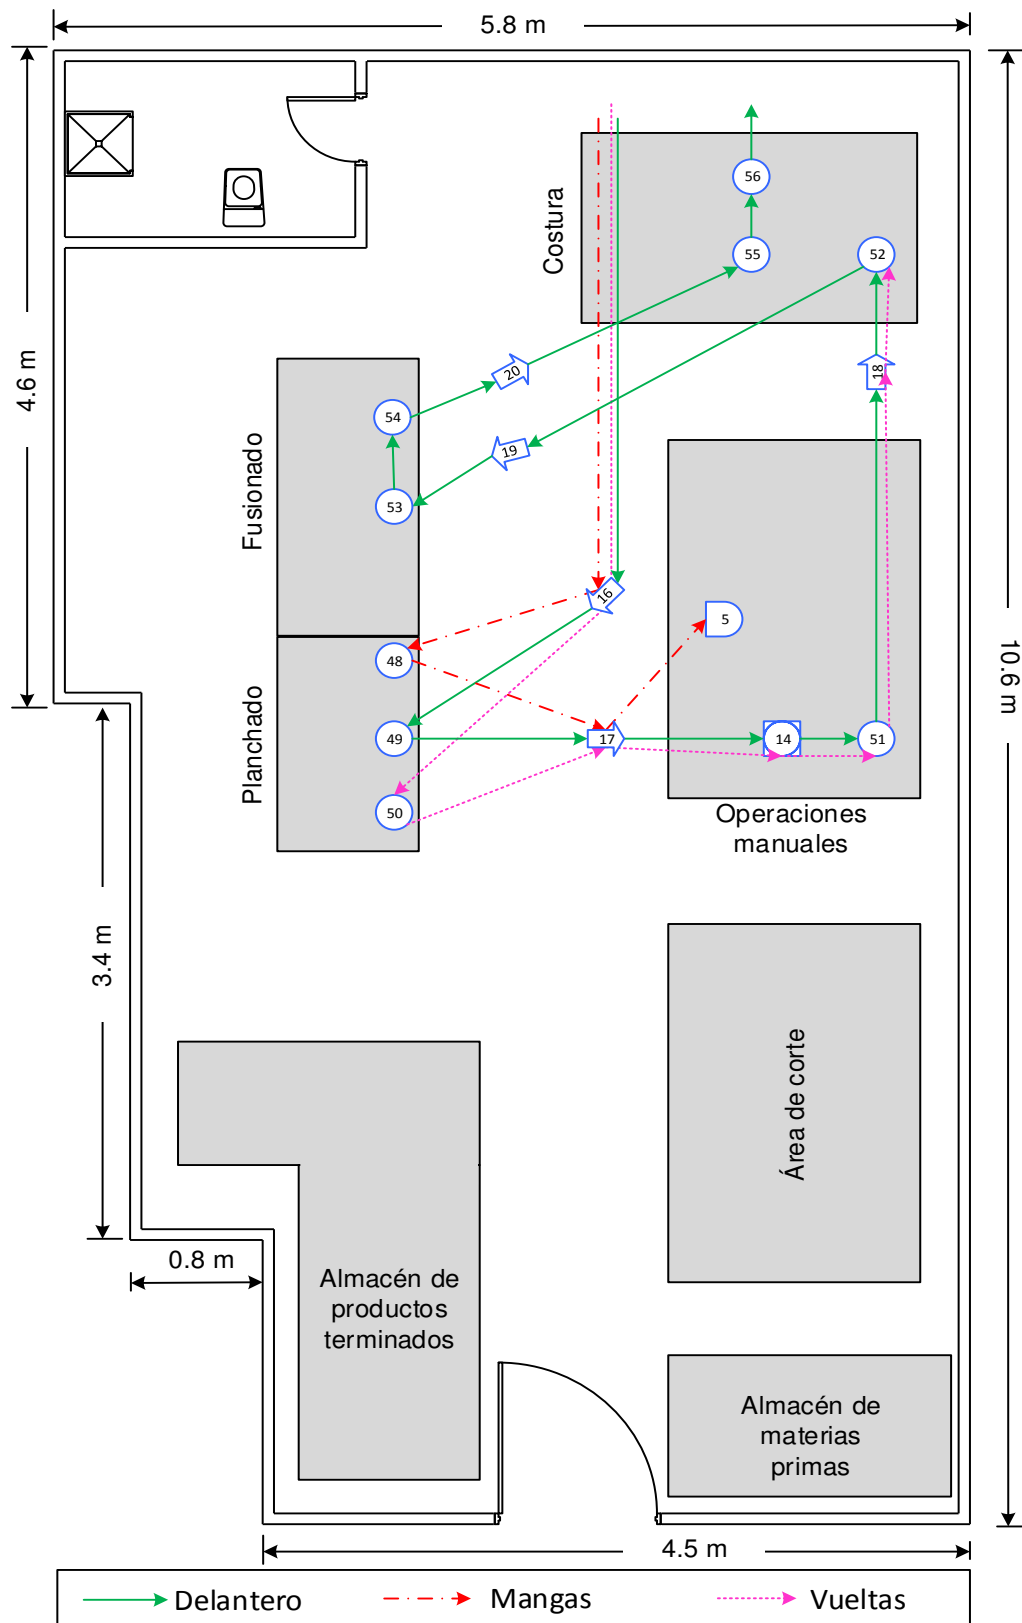 5.8 m
56
Costura
55
52
4.6 m
20
18
54
19
Fusionado
53
16
5
10.6 m
48
Planchado
49
17
14
51
50
Operaciones
manuales
3.4 m
Área de corte
0.8 m
Almacén de
productos
terminados
Almacén de
materias
primas
4.5 m
Delantero
Mangas
Vueltas